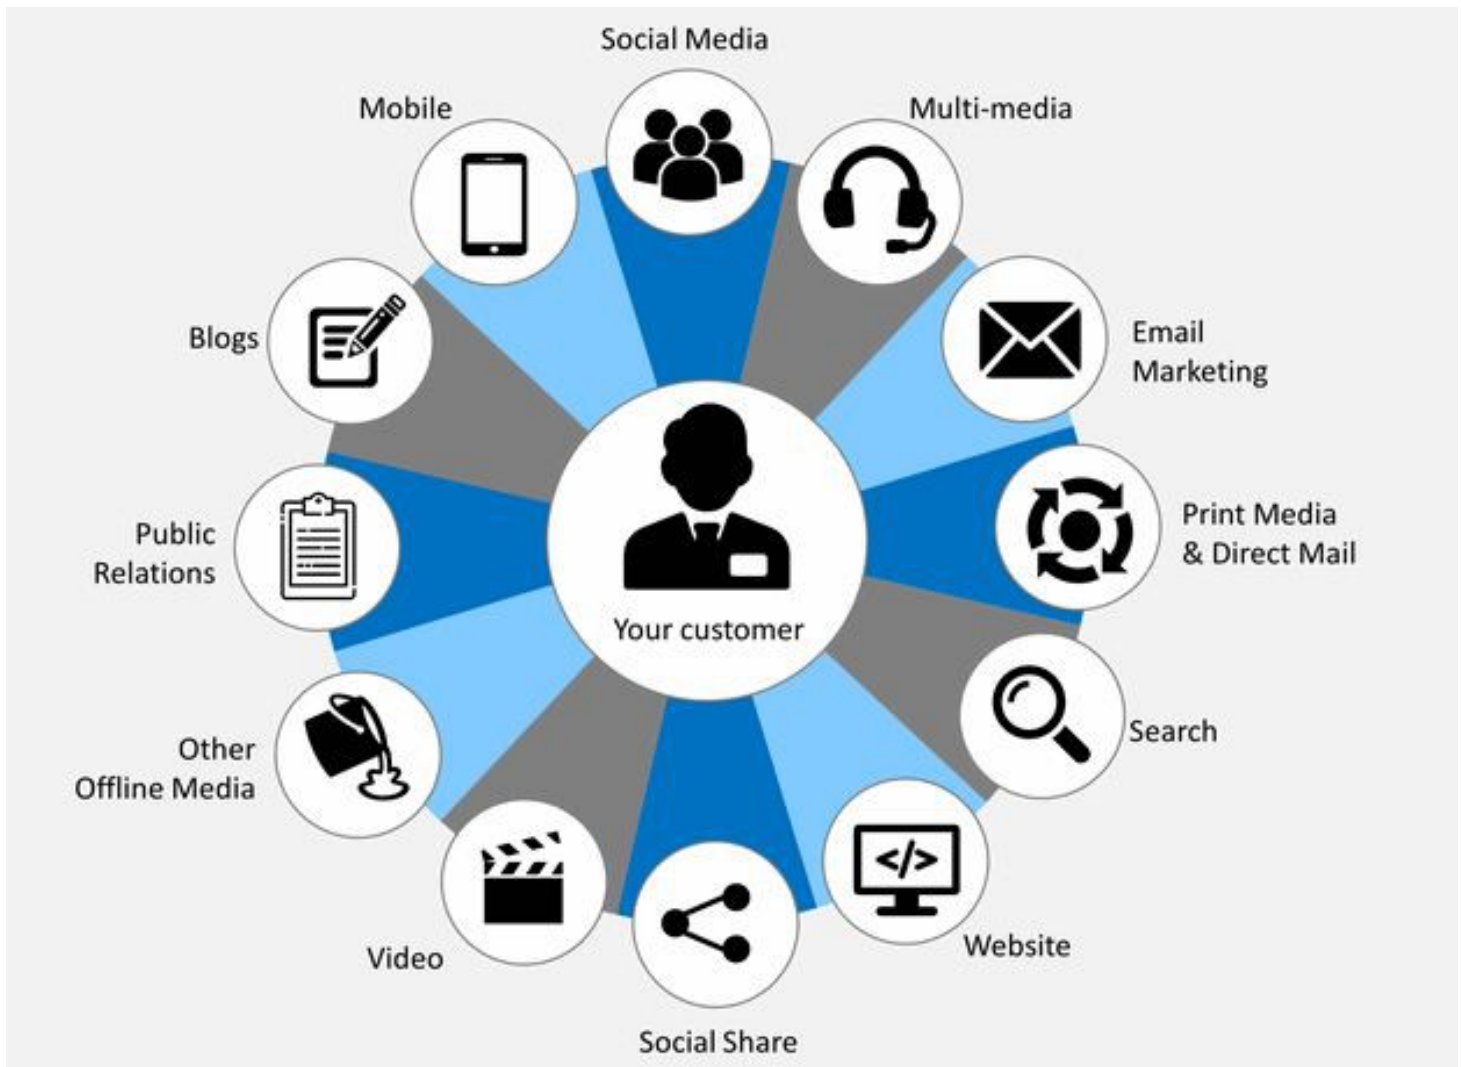 Social Media
Mobile
Multi-media
Blogs
Email
Marketing
Public
Relations
Print Media
& Direct Mail
Your customer
Other
Offline Media
Search
</>
Video
Website
Social Share